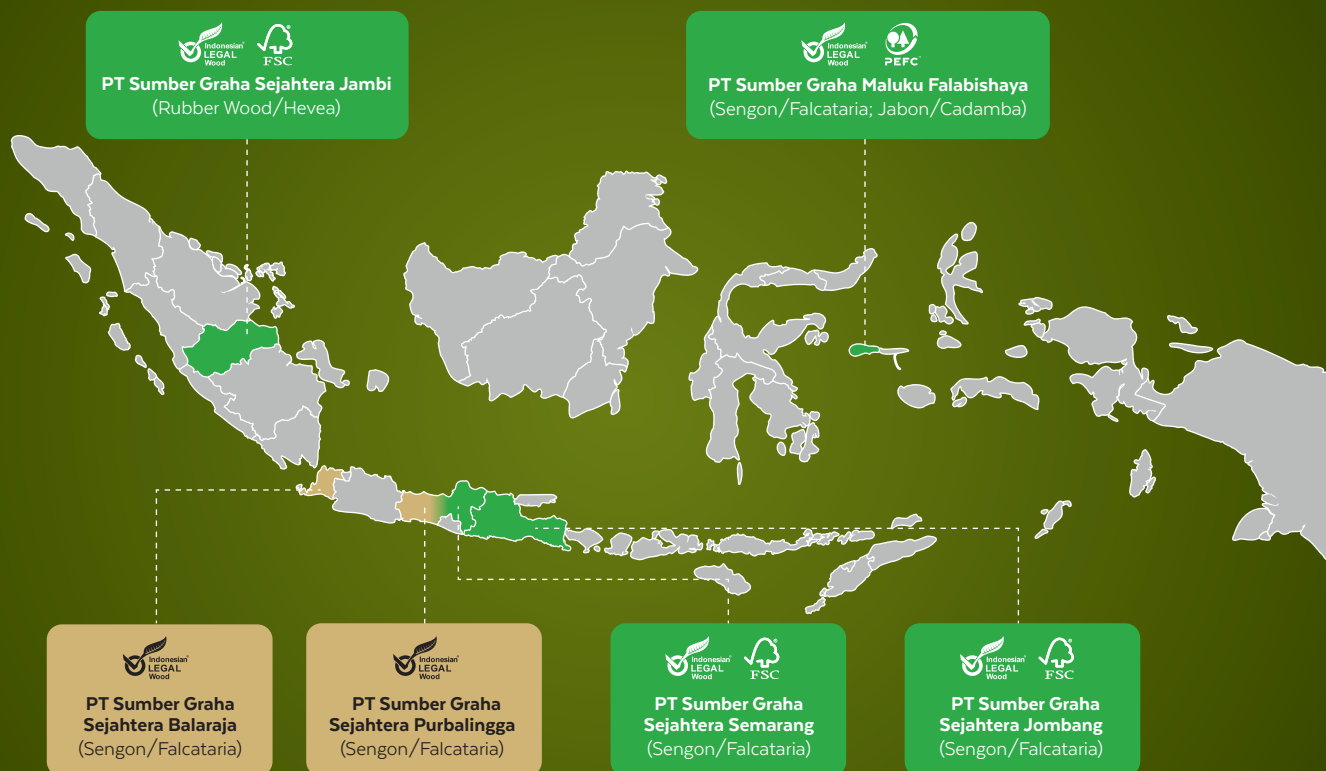 Indonesian
LEGAL
Wood
FSC
PT Sumber Graha Sejahtera Jambi
(Rubber Wood/Hevea)
Indonesian
LEGAL
Wood
PEFC
PT Sumber Graha Maluku Falabishaya
(Sengon/Falcataria; Jabon/Cadamba)
Indonesian
LEGAL
Wood
PT Sumber Graha
Sejahtera Balaraja
(Sengon/Falcataria)
Indonesian
LEGAL
Wood
PT Sumber Graha
Sejahtera Purbalingga
(Sengon/Falcataria)
Indonesian
LEGAL
Wood
FSC
PT Sumber Graha
Sejahtera Semarang
(Sengon/Falcataria)
Indonesian
LEGAL
Wood
FSC
PT Sumber Graha
Sejahtera Jombang
(Sengon/Falcataria)